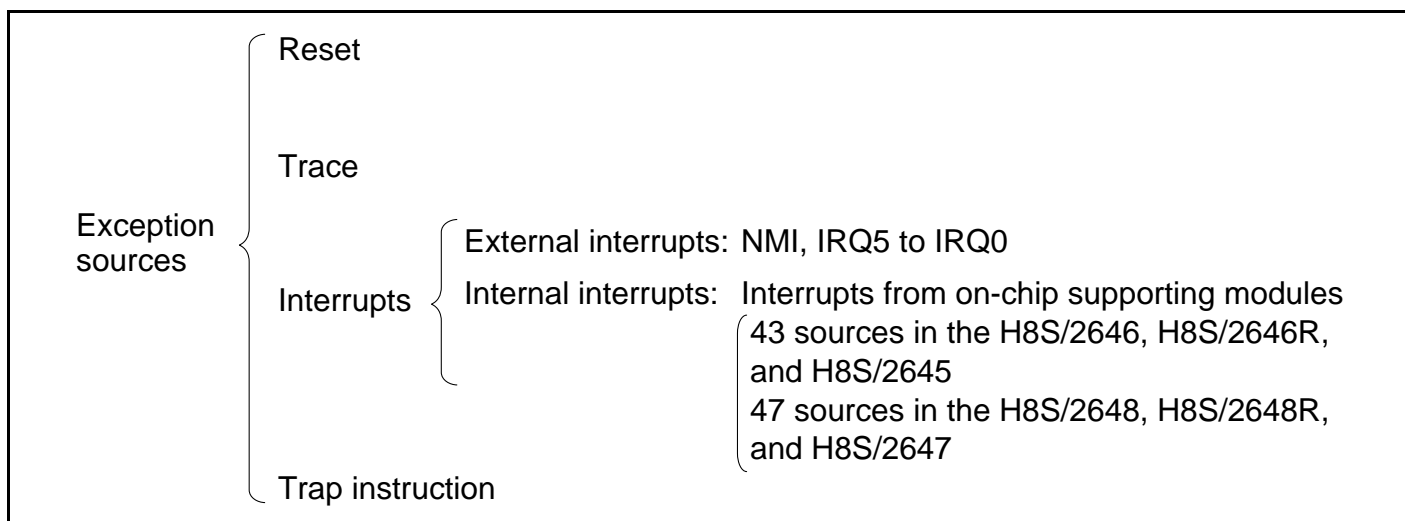 Reset
Trace
Exception
sources
External interrupts: NMI, IRQ5 to IRQ0
Interrupts
Internal interrupts: Interrupts from on-chip supporting modules
43 sources in the H8S/2646, H8S/2646R,
and H8S/2645
47 sources in the H8S/2648, H8S/2648R,
and H8S/2647
Trap instruction